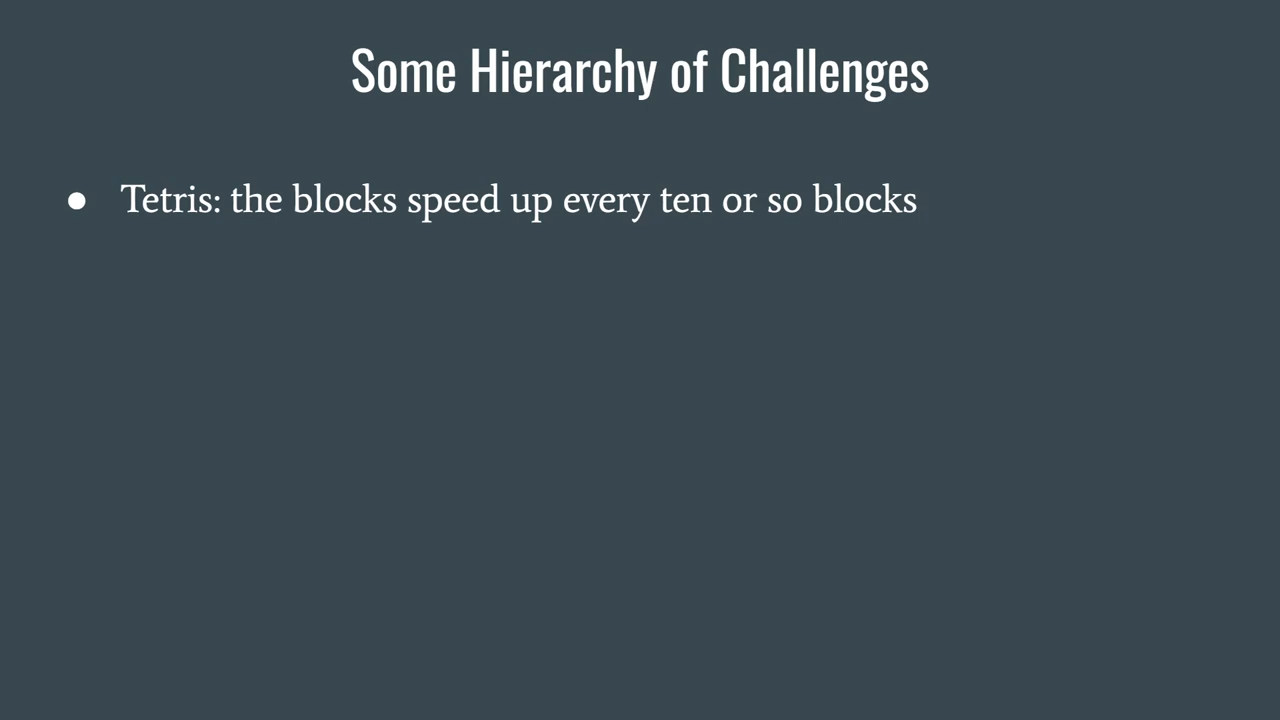 Some Hierarchy of Challenges
● Tetris: the blocks speed up every ten or so blocks